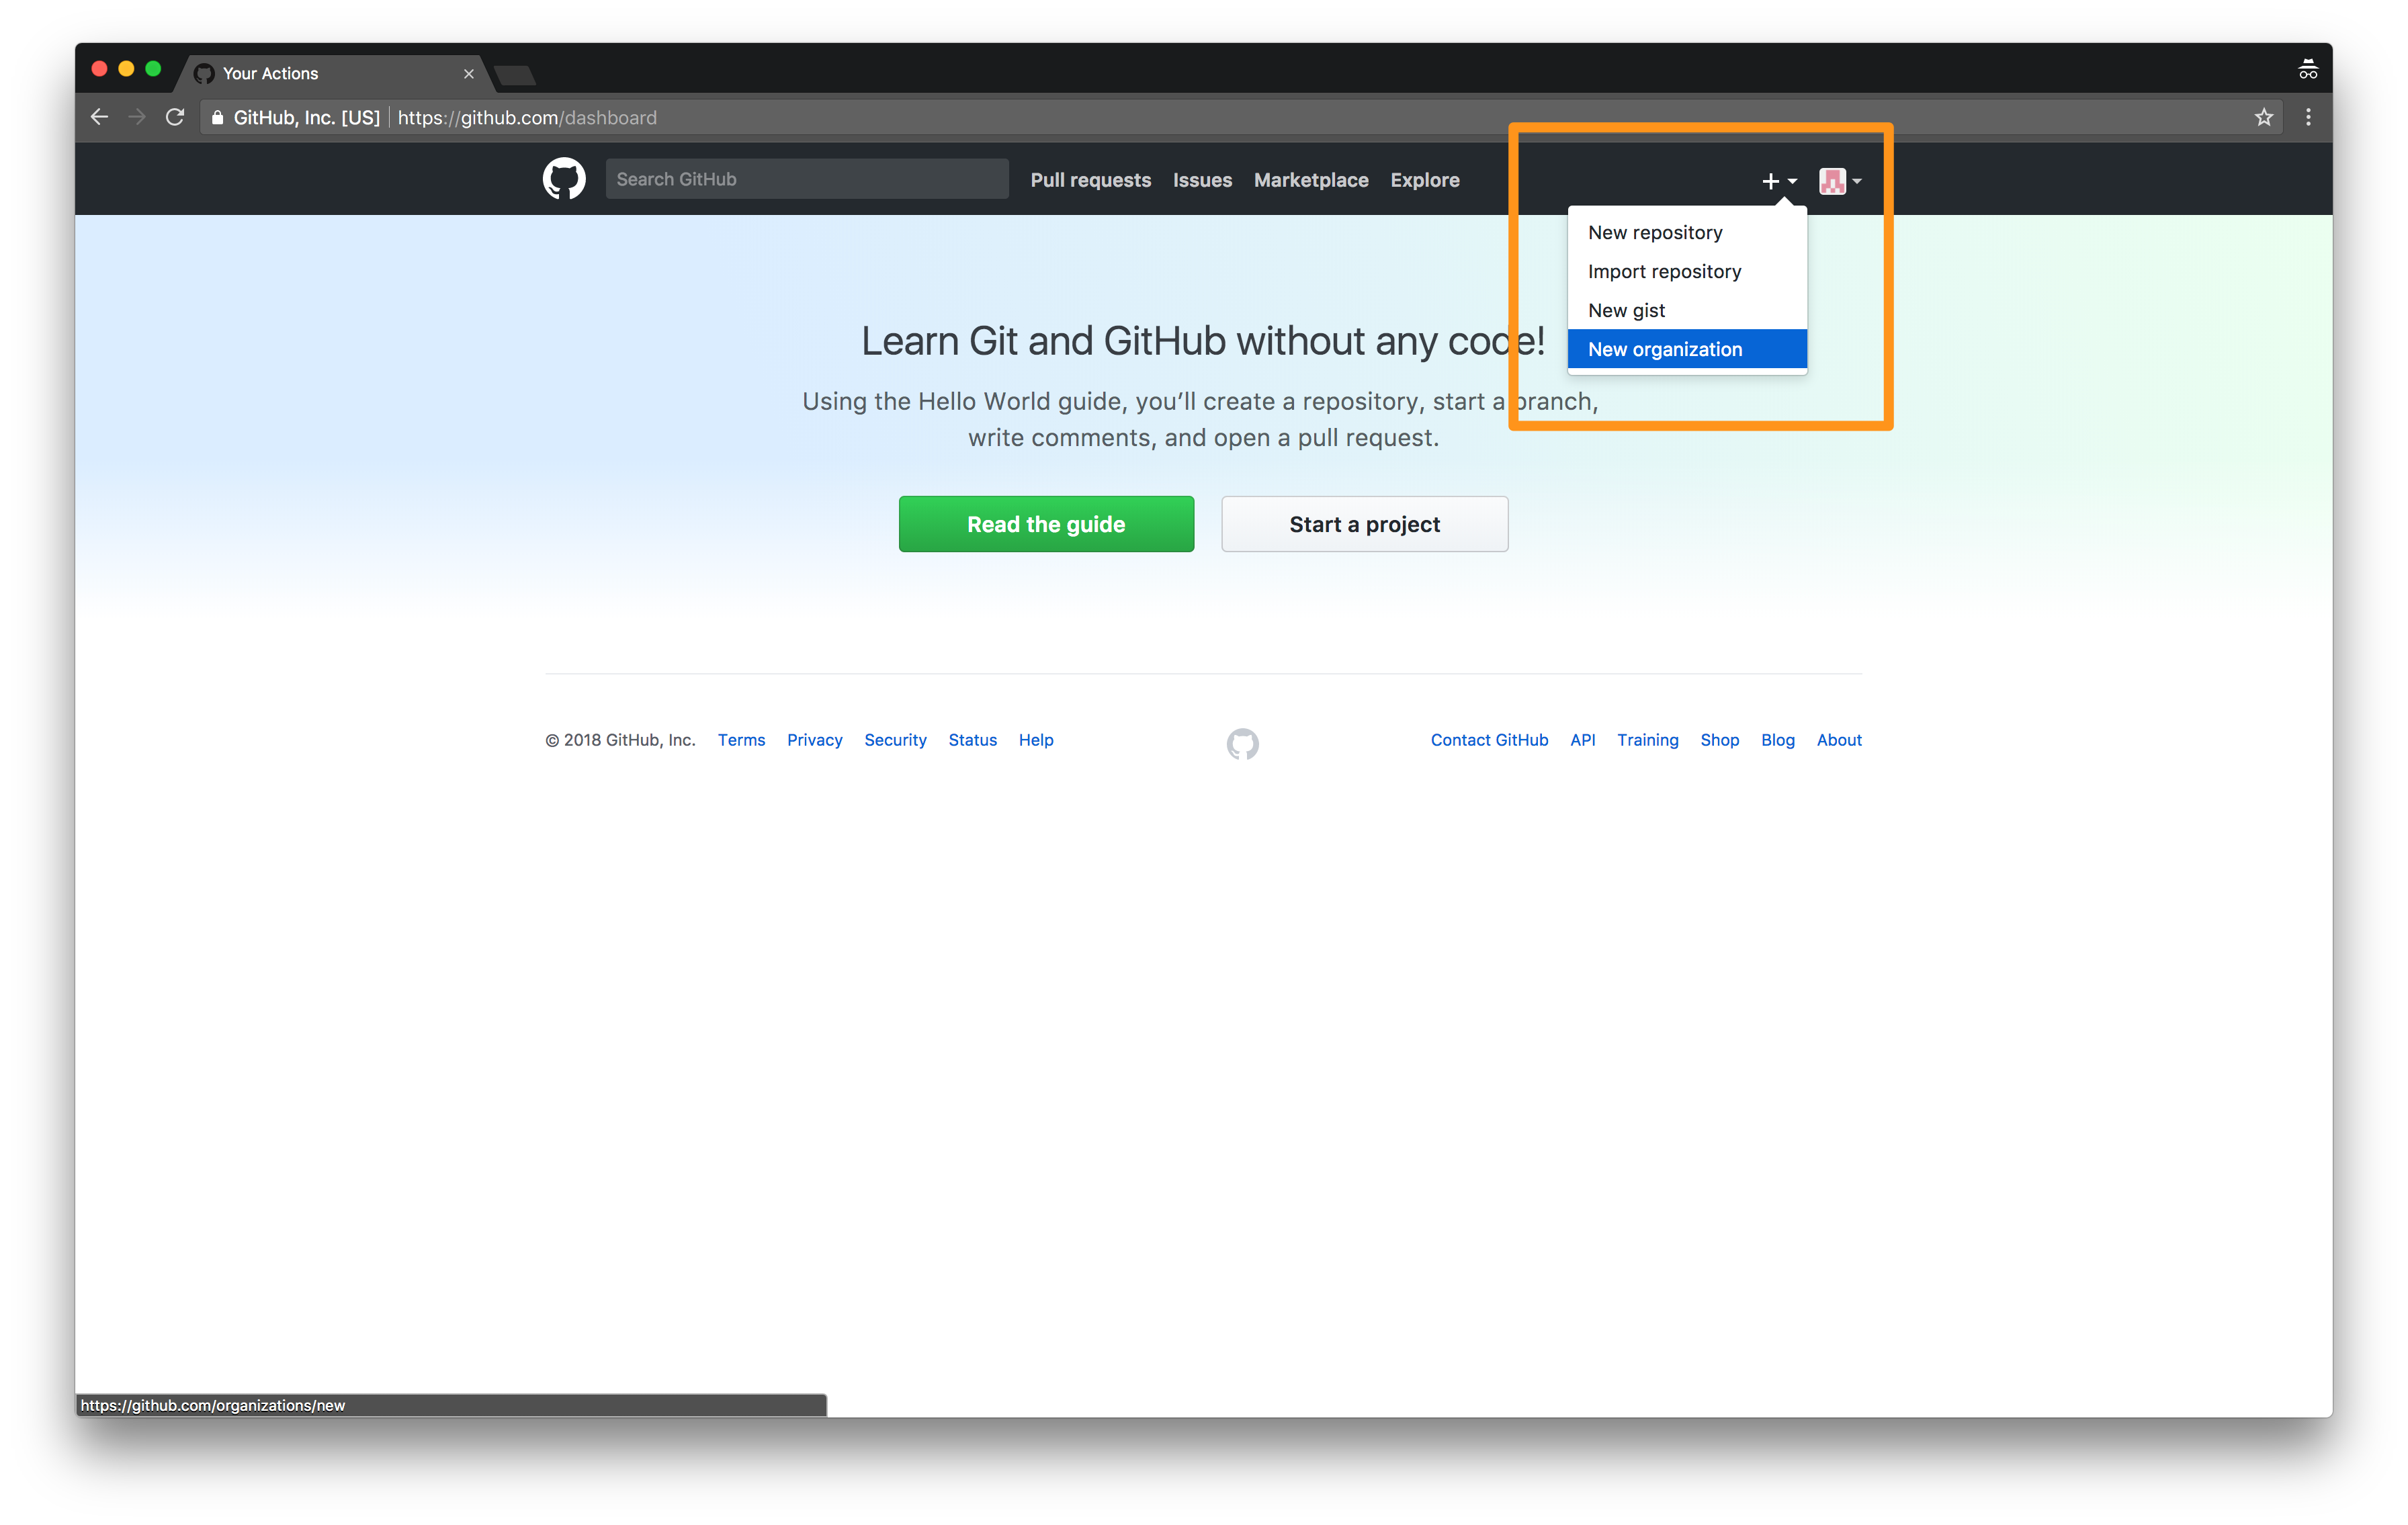 Your Actions
GitHub, Inc. [US] https://github.com/dashboard
Search GitHub
Pull requests Issues Marketplace Explore
New repository
Import repository
New gist
New organization
Learn Git and GitHub without any code!
Using the Hello World guide, you’ll create a repository, start a branch,
write comments, and open a pull request.
Read the guide Start a project
© 2018 GitHub, Inc. Terms Privacy Security Status Help Contact GitHub API Training Shop Blog About
https://github.com/organizations/new